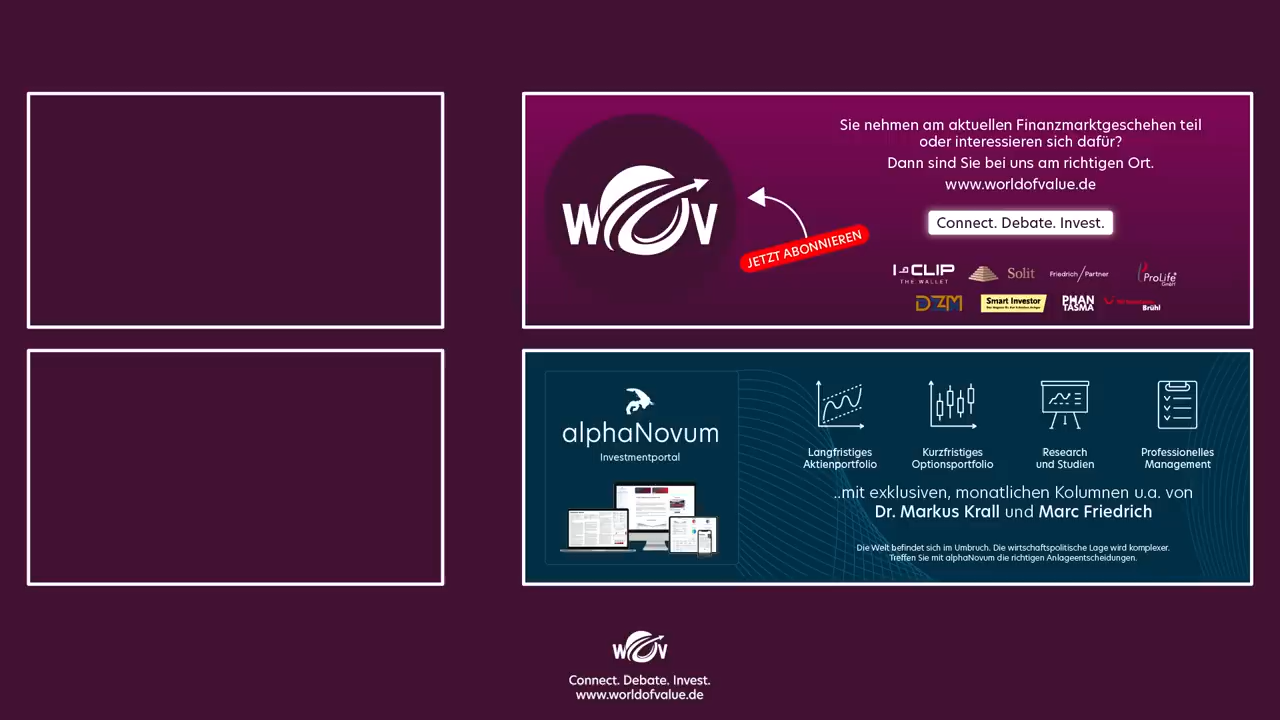 Sie nehmen am aktuellen Finanzmarktgeschehen teil
oder interessieren sich dafür?
Dann sind Sie bei uns am richtigen Ort.
www.worldofvalue.de
WOV
JETZT ABONNIEREN
Connect. Debate. Invest.
I-CLIP
THE WALLET
Solit
Friedrich/Partner
ProLife
GmbH
DZM
Smart Investor
PHAN
TASMA
Brühl
alphaNovum
Investmentportal
Langfristiges
Aktienportfolio
Kurzfristiges
Optionsportfolio
Research
und Studien
Professionelles
Management
..mit exklusiven, monatlichen Kolumnen u.a. von
Dr. Markus Krall und Marc Friedrich
Die Welt befindet sich im Umbruch. Die wirtschaftspolitische Lage wird komplexer.
Treffen Sie mit alphaNovum die richtigen Anlageentscheidungen.
WOV
Connect. Debate. Invest.
www.worldofvalue.de